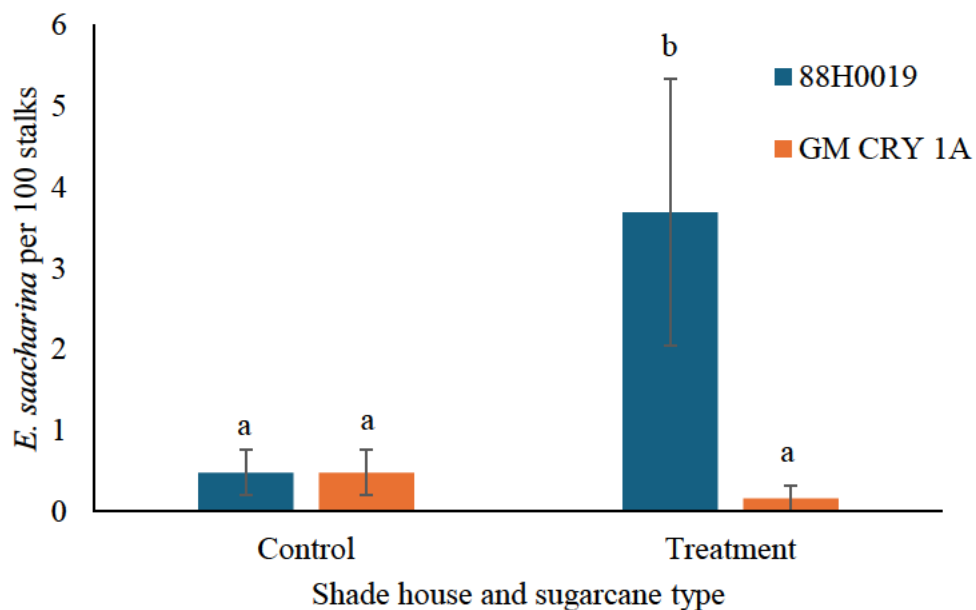 6
5
4
3
2
1
0
E. saacharina per 100 stalks
a
a
b
a
88H0019
GM CRY 1A
Control
Treatment
Shade house and sugarcane type